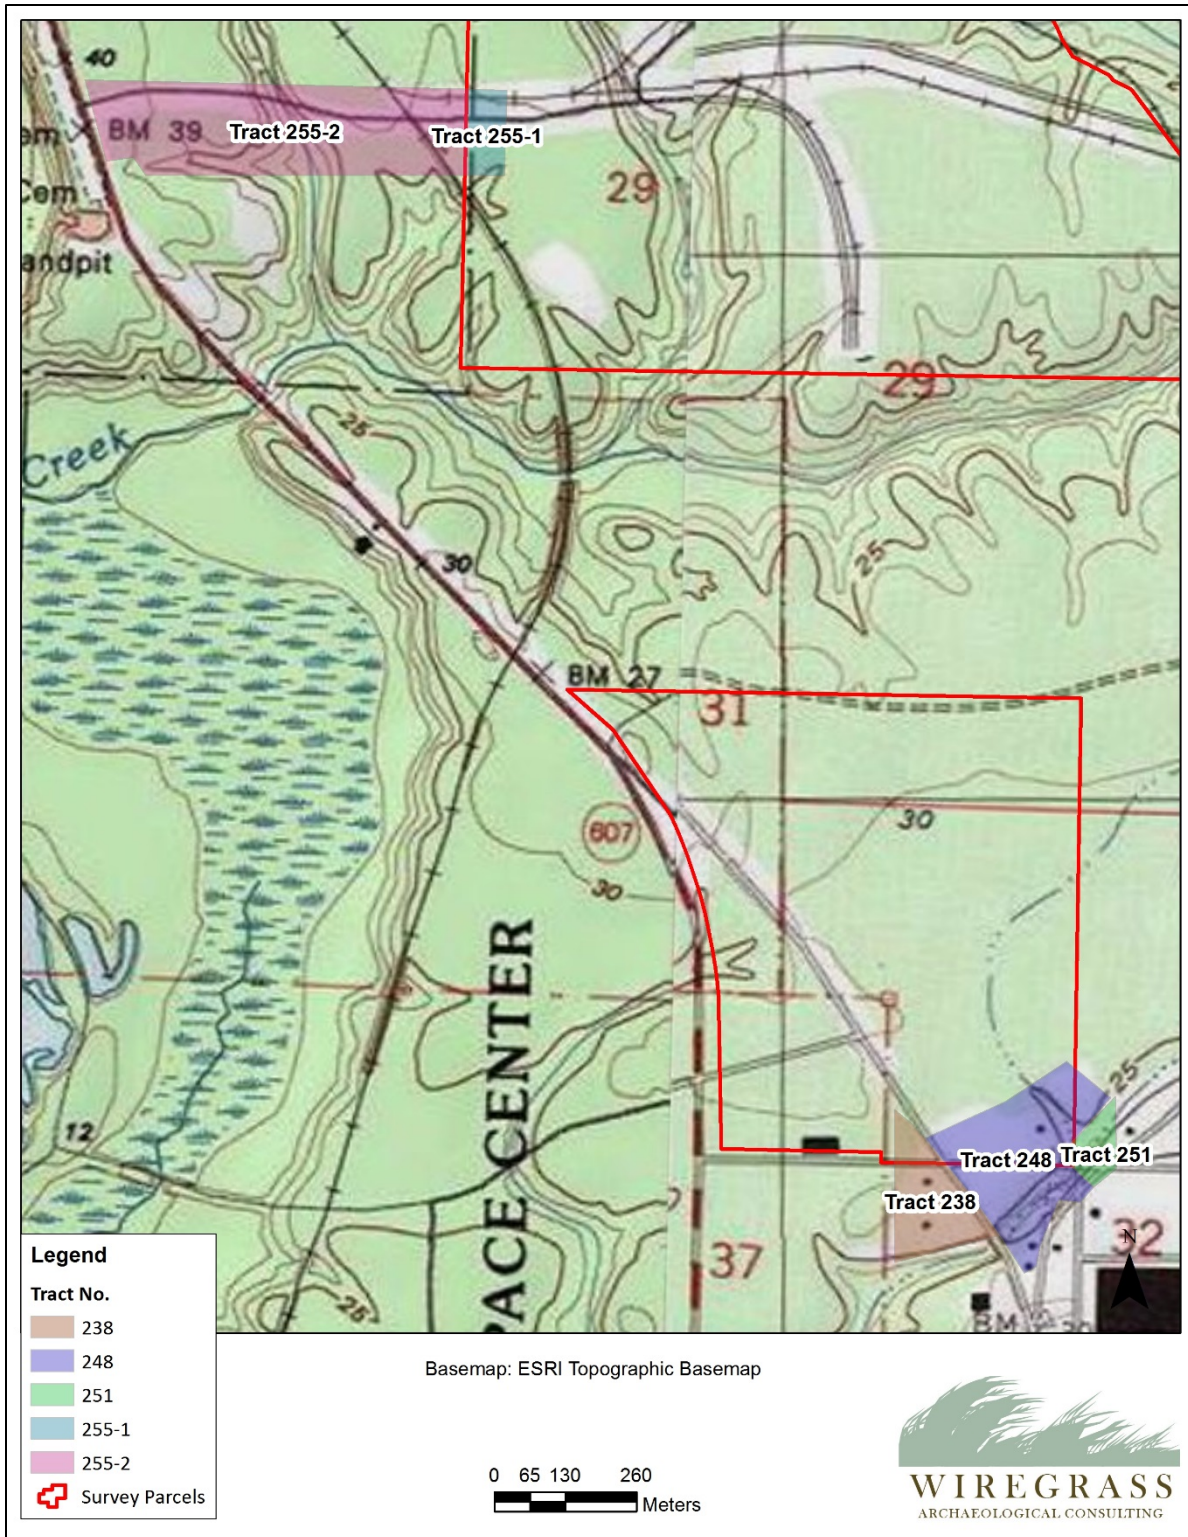 40
BM 39
Tract 255-2
Tract 255-1
em
Cem
andpit
29
29
Creek
25
30
25
BM 27
31
607
30
30
PACE CENTER
12
25
25
Tract 248
Tract 251
Tract 238
37
32
N
BM
30
Legend
Tract No.
238
248
251
255-1
255-2
Survey Parcels
Basemap: ESRI Topographic Basemap
0 65 130 260
Meters
WIREGRASS
ARCHAEOLOGICAL CONSULTING